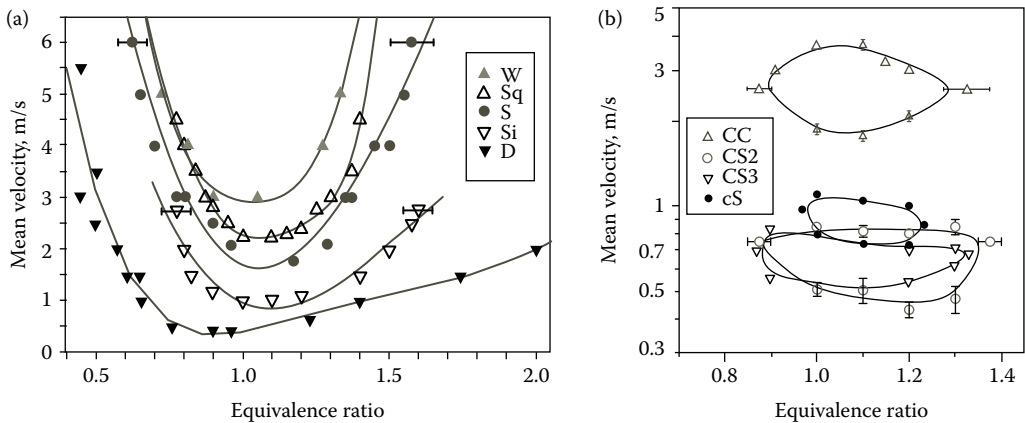 (a)
Mean velocity, m/s
6
5
4
3
2
1
0
W
Sq
S
Si
D
0.5
1.0
1.5
2.0
Equivalence ratio
(b)
Mean velocity, m/s
5
3
1
0.7
0.5
0.3
CC
CS2
CS3
cS
0.8
1.0
1.2
1.4
Equivalence ratio